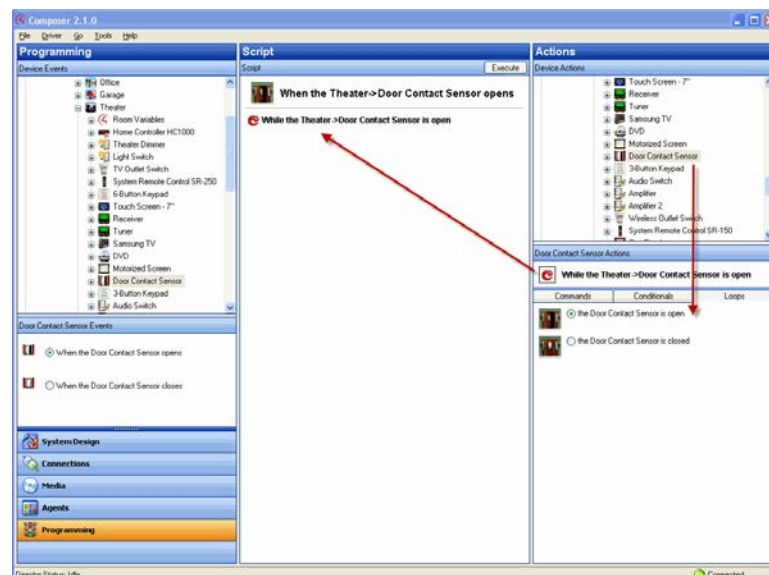 Composer 2.1.0
File Driver Go Tools Help
Programming
Device Events
Office
Garage
Theater
Room Variables
Home Controller HC1000
Theater Dimmer
Light Switch
TV Outlet Switch
System Remote Control SR-250
6-Button Keypad
Touch Screen - 7"
Receiver
Tuner
Samsung TV
DVD
Motorized Screen
Door Contact Sensor
3-Button Keypad
Audio Switch
Door Contact Sensor Events
When the Door Contact Sensor opens
When the Door Contact Sensor closes
System Design
Connections
Media
Agents
Programming
Director Status: Idle
Script
Script Execute
When the Theater->Door Contact Sensor opens
While the Theater->Door Contact Sensor is open
Actions
Device Actions
Touch Screen - 7"
Receiver
Tuner
Samsung TV
DVD
Motorized Screen
Door Contact Sensor
3-Button Keypad
Audio Switch
Amplifier
Amplifier 2
Wireless Outlet Switch
System Remote Control SR-150
Door Contact Sensor Actions
While the Theater->Door Contact Sensor is open
Commands Conditionals Loops
the Door Contact Sensor is open
the Door Contact Sensor is closed
Connected